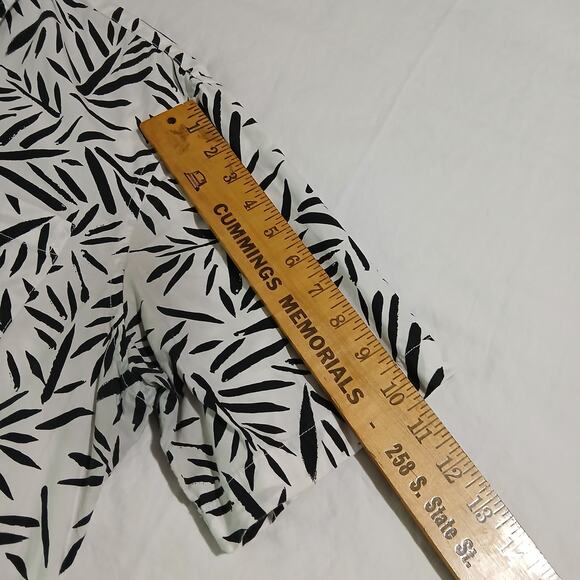 1 2 3 4 5 6 7 8 9 10 11 12 13
CUMMINGS MEMORIALS - 258 S. State St.